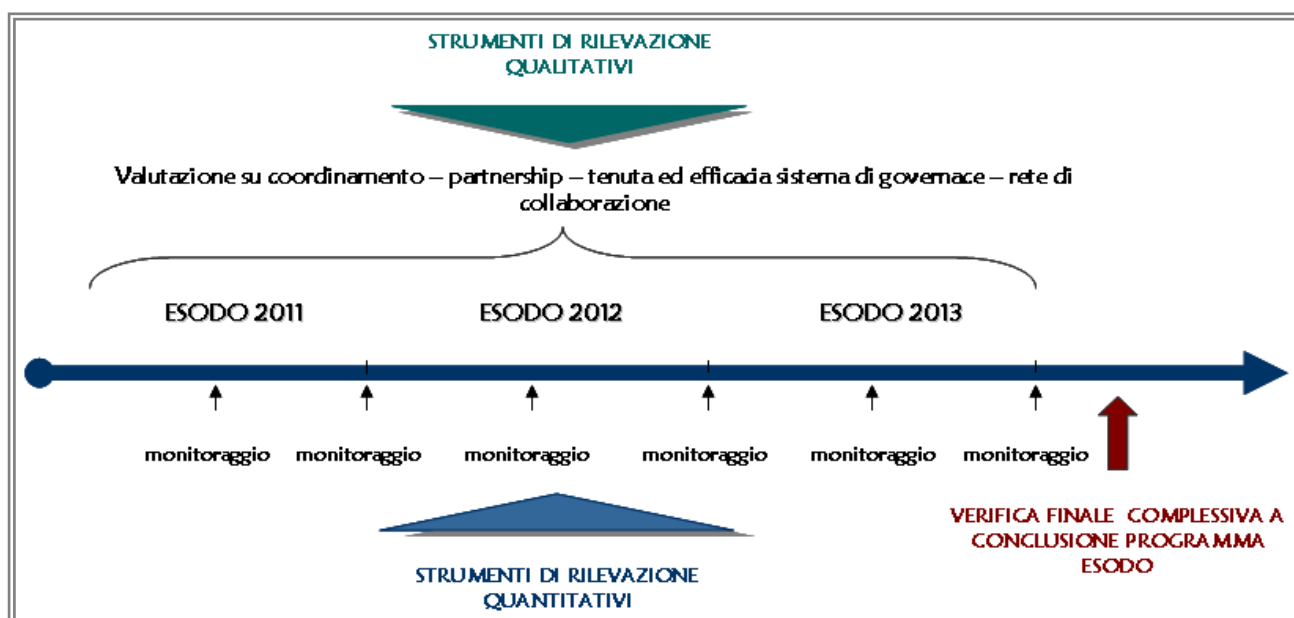 STRUMENTI DI RILEVAZIONE
QUALITATIVI
Valutazione su coordinamento – partnership – tenuta ed efficacia sistema di governace – rete di
collaborazione
ESODO 2011 ESODO 2012 ESODO 2013
monitoraggio monitoraggio monitoraggio monitoraggio monitoraggio monitoraggio
VERIFICA FINALE COMPLESSIVA A
CONCLUSIONE PROGRAMMA
ESODO
STRUMENTI DI RILEVAZIONE
QUANTITATIVI